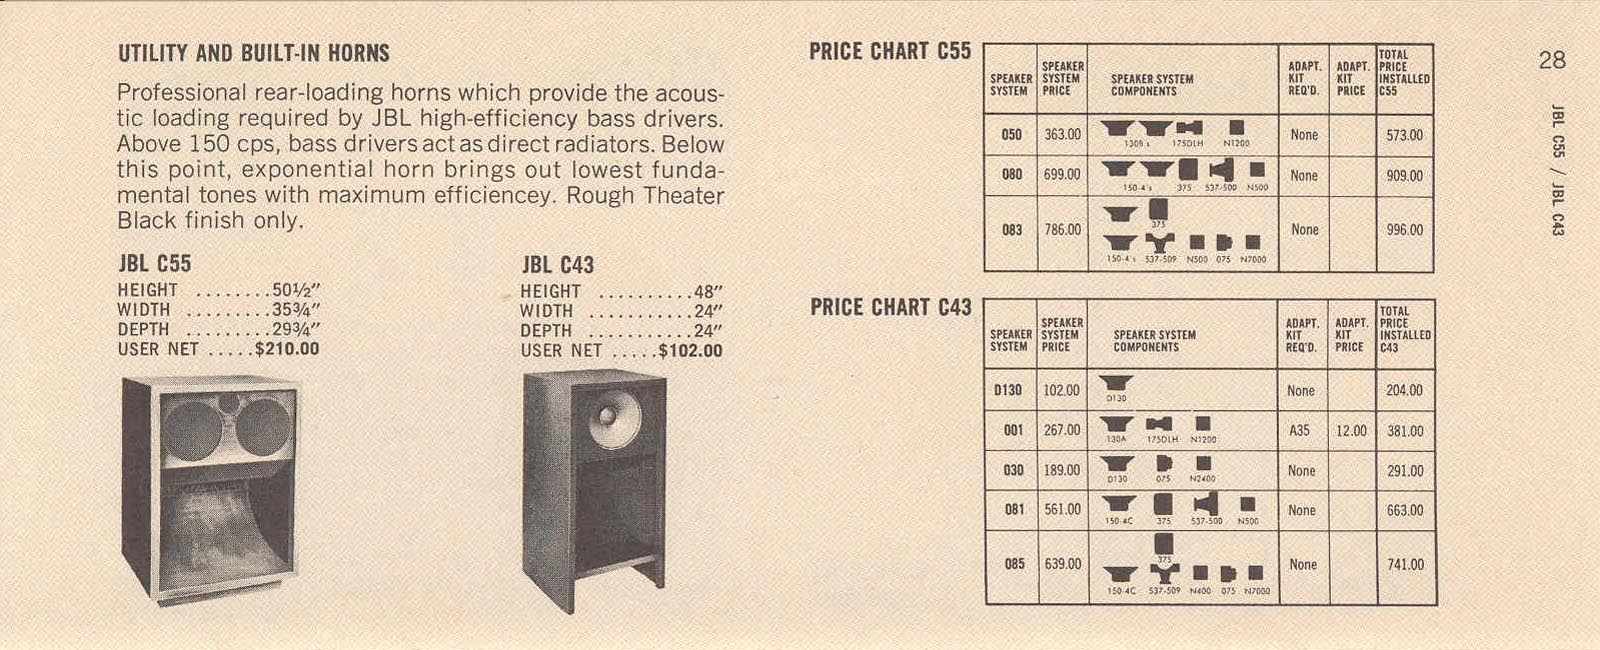 UTILITY AND BUILT-IN HORNS
Professional rear-loading horns which provide the acous-
tic loading required by JBL high-efficiency bass drivers.
Above 150 cps, bass drivers act as direct radiators. Below
this point, exponential horn brings out lowest funda-
mental tones with maximum efficiencey. Rough Theater
Black finish only.
JBL C55
HEIGHT ........50½"
WIDTH .........35¾"
DEPTH .........29¾"
USER NET .....$210.00
JBL C43
HEIGHT ..........48"
WIDTH ...........24"
DEPTH ...........24"
USER NET .....$102.00
PRICE CHART C55
SPEAKER SYSTEM
SPEAKER SYSTEM PRICE
SPEAKER SYSTEM COMPONENTS
ADAPT. KIT REQ'D.
ADAPT. KIT PRICE
TOTAL PRICE INSTALLED C55
050 363.00 130B's 175DLH N1200 None 573.00
080 699.00 150-4's 375 537-500 N500 None 909.00
083 786.00 375 None 996.00
150-4's 537-509 N500 075 N7000
PRICE CHART C43
SPEAKER SYSTEM
SPEAKER SYSTEM PRICE
SPEAKER SYSTEM COMPONENTS
ADAPT. KIT REQ'D.
ADAPT. KIT PRICE
TOTAL PRICE INSTALLED C43
D130 102.00 D130 None 204.00
001 267.00 130A 175DLH N1200 A35 12.00 381.00
030 189.00 D130 075 N2400 None 291.00
081 561.00 150-4C 375 537-500 N500 None 663.00
085 639.00 375 None 741.00
150-4C 537-509 N400 075 N7000
28
JBL C55 / JBL C43